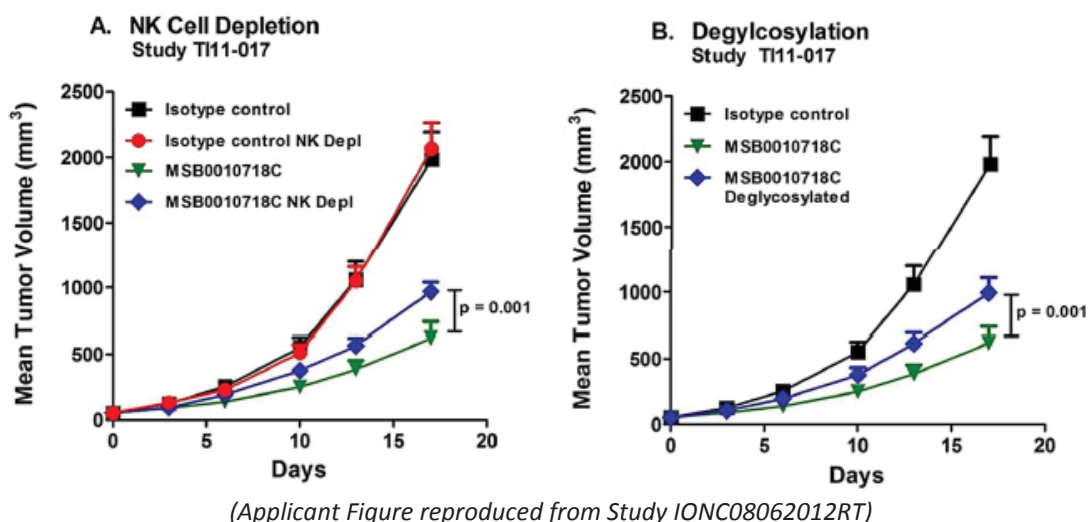 A. NK Cell Depletion
Study TI11-017
Mean Tumor Volume (mm³)
2500
2000
1500
1000
500
0
Isotype control
Isotype control NK Depl
MSB0010718C
MSB0010718C NK Depl
p = 0.001
0 5 10 15 20
Days
B. Degylcosylation
Study TI11-017
Mean Tumor Volume (mm³)
2500
2000
1500
1000
500
0
Isotype control
MSB0010718C
MSB0010718C
Deglycosylated
p = 0.001
0 5 10 15 20
Days
(Applicant Figure reproduced from Study IONC08062012RT)